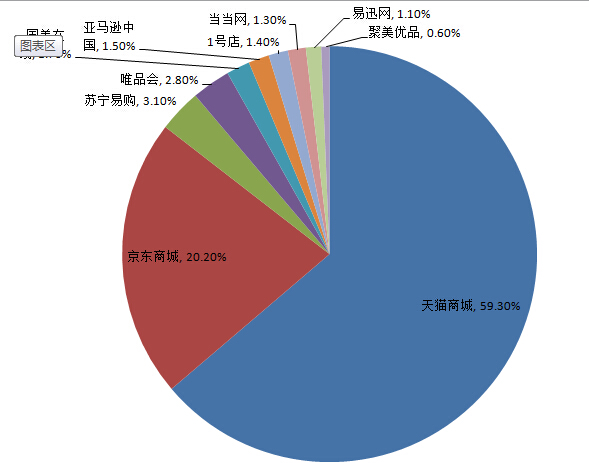 易迅网, 1.10%
当当网, 1.30%
亚马逊中
国, 1.50%
聚美优品, 0.60%
1号店, 1.40%
国美在
图表区
唯品会, 2.80%
苏宁易购, 3.10%
京东商城, 20.20%
天猫商城, 59.30%